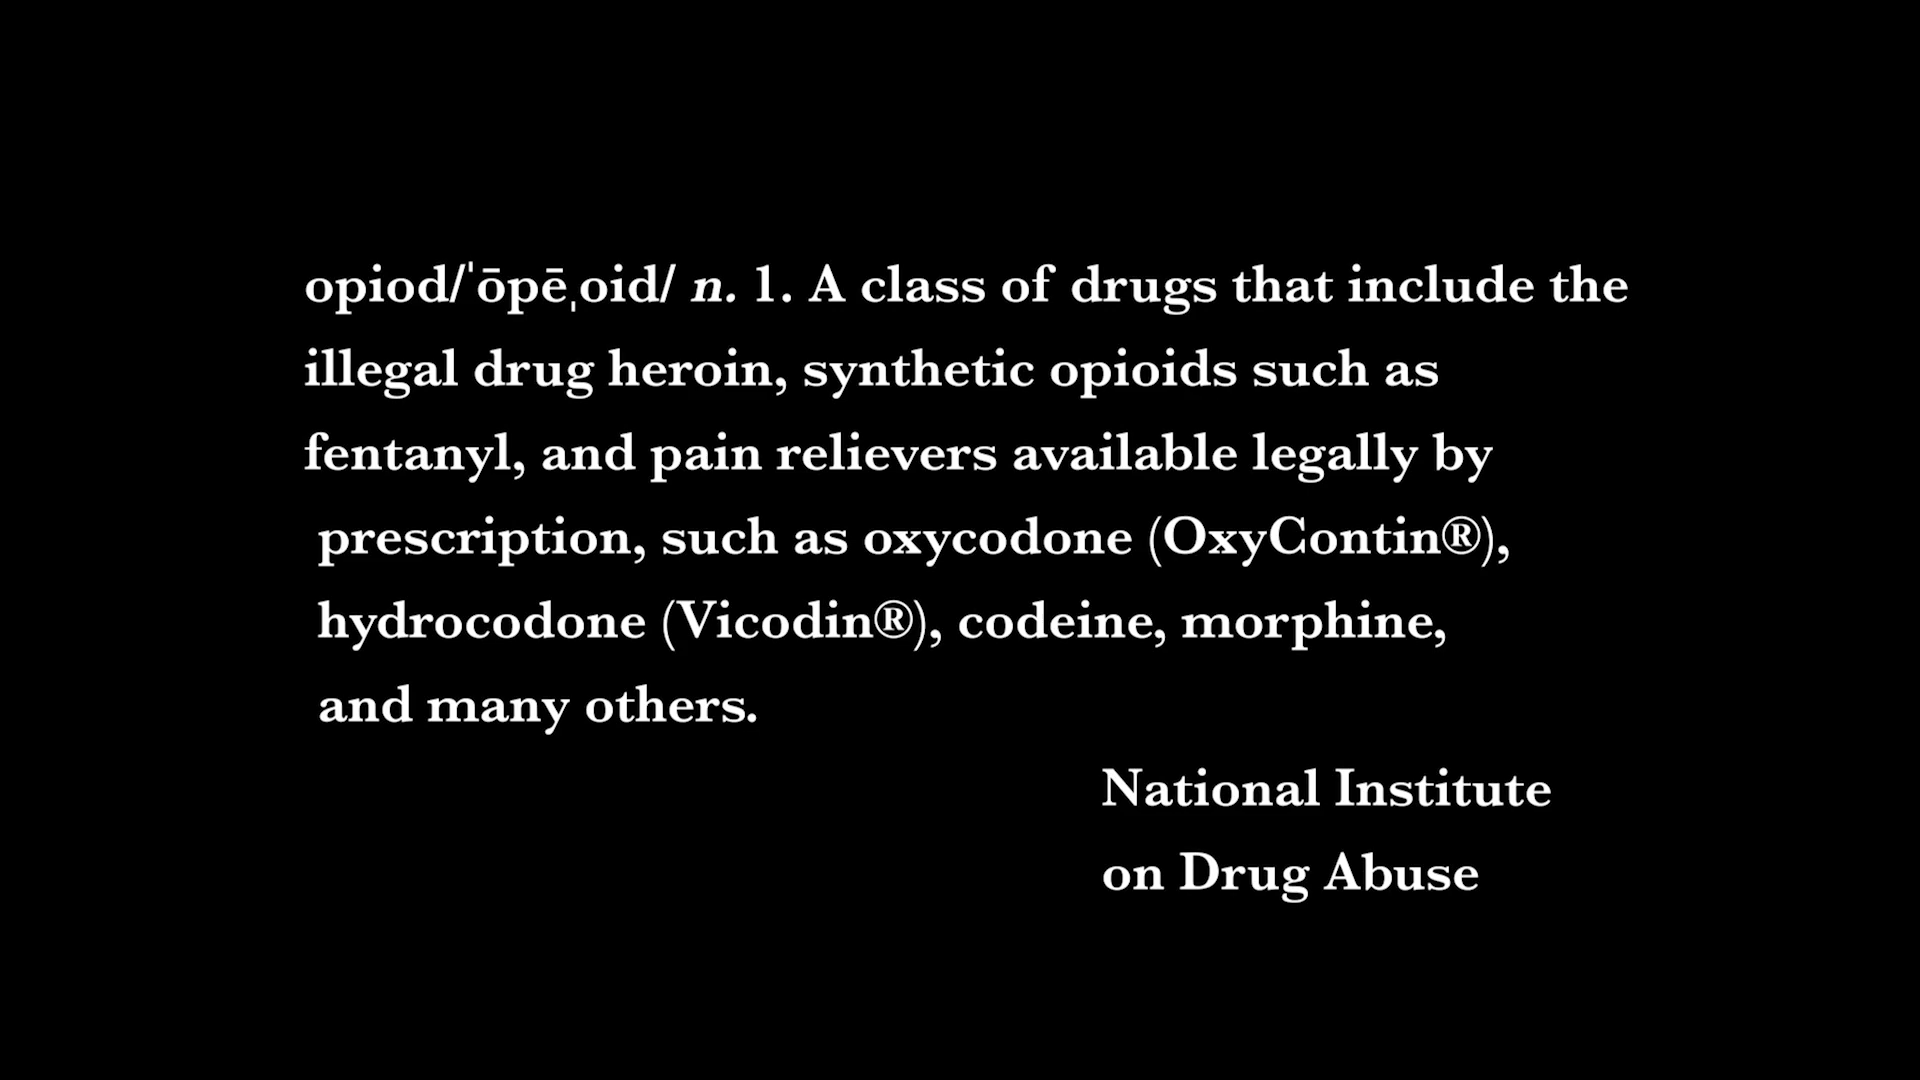 opiod/ˈōpēˌoid/ n. 1. A class of drugs that include the
illegal drug heroin, synthetic opioids such as
fentanyl, and pain relievers available legally by
prescription, such as oxycodone (OxyContin®),
hydrocodone (Vicodin®), codeine, morphine,
and many others.
National Institute
on Drug Abuse